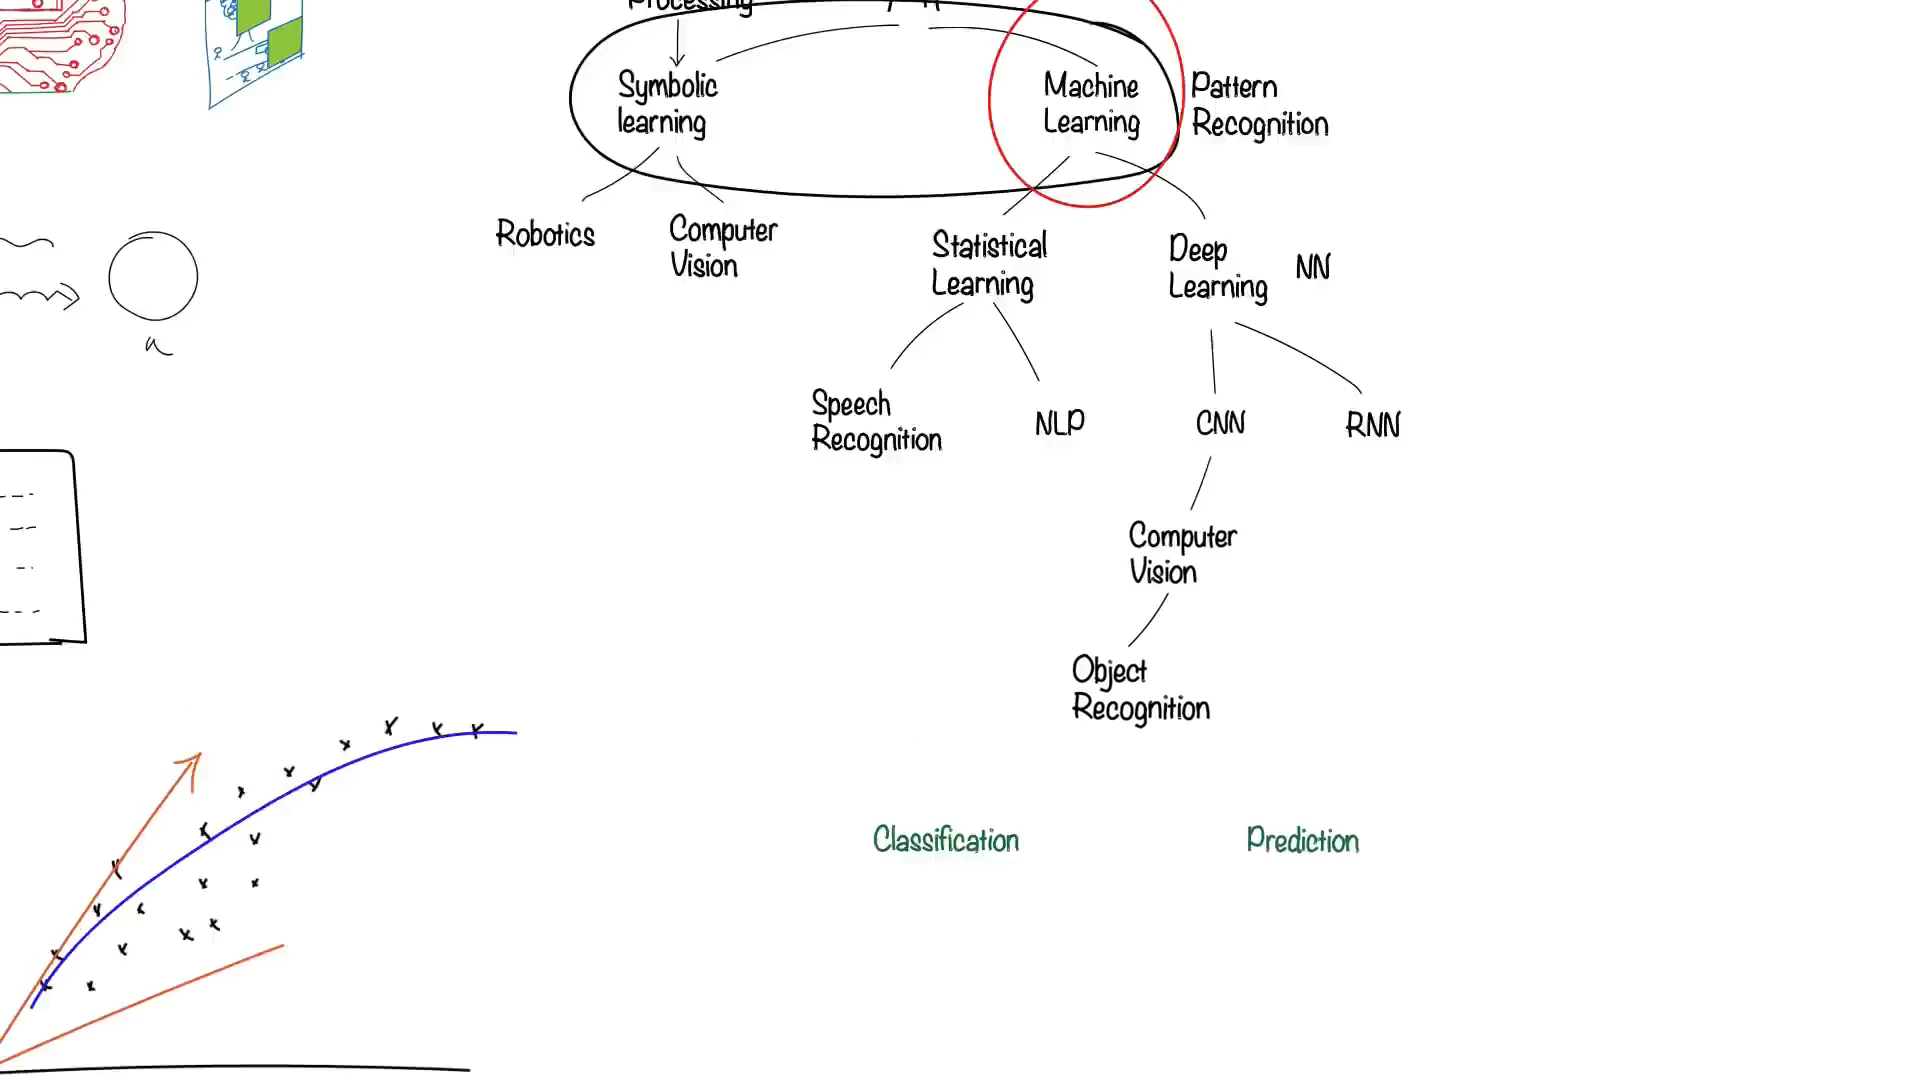 Processing
Symbolic
learning
Machine
Learning
Pattern
Recognition
Robotics
Computer
Vision
Statistical
Learning
Deep
Learning
NN
Speech
Recognition
NLP
CNN
RNN
Computer
Vision
Object
Recognition
Classification
Prediction